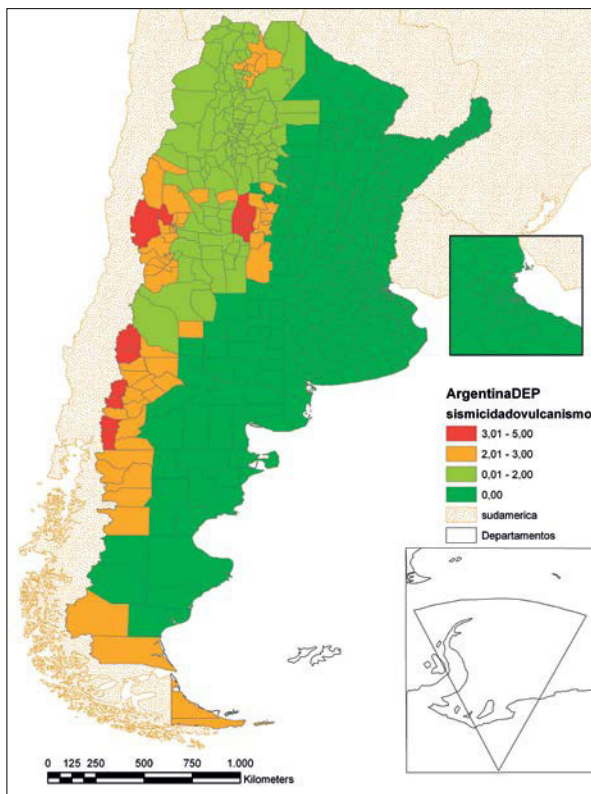 ArgentinaDEP
sismicidadovulcanismo
3,01 - 5,00
2,01 - 3,00
0,01 - 2,00
0,00
sudamerica
Departamentos
0 125 250 500 750 1.000
Kilometers